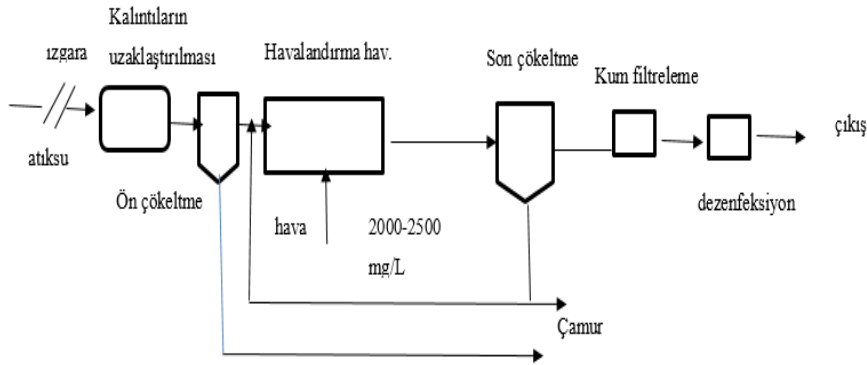 Kalıntıların
uzaklaştırılması
ızgara
Havalandırma hav.
Son çökeltme
Kum filtreleme
çıkış
atıksu
Ön çökeltme
hava
2000-2500
mg/L
dezenfeksiyon
Çamur